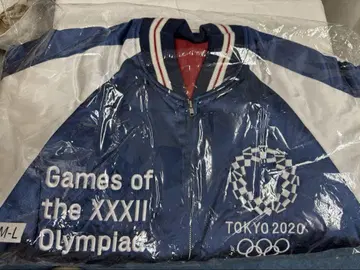 Games of
the XXXII
Olympiad
TOKYO 2020
M-L